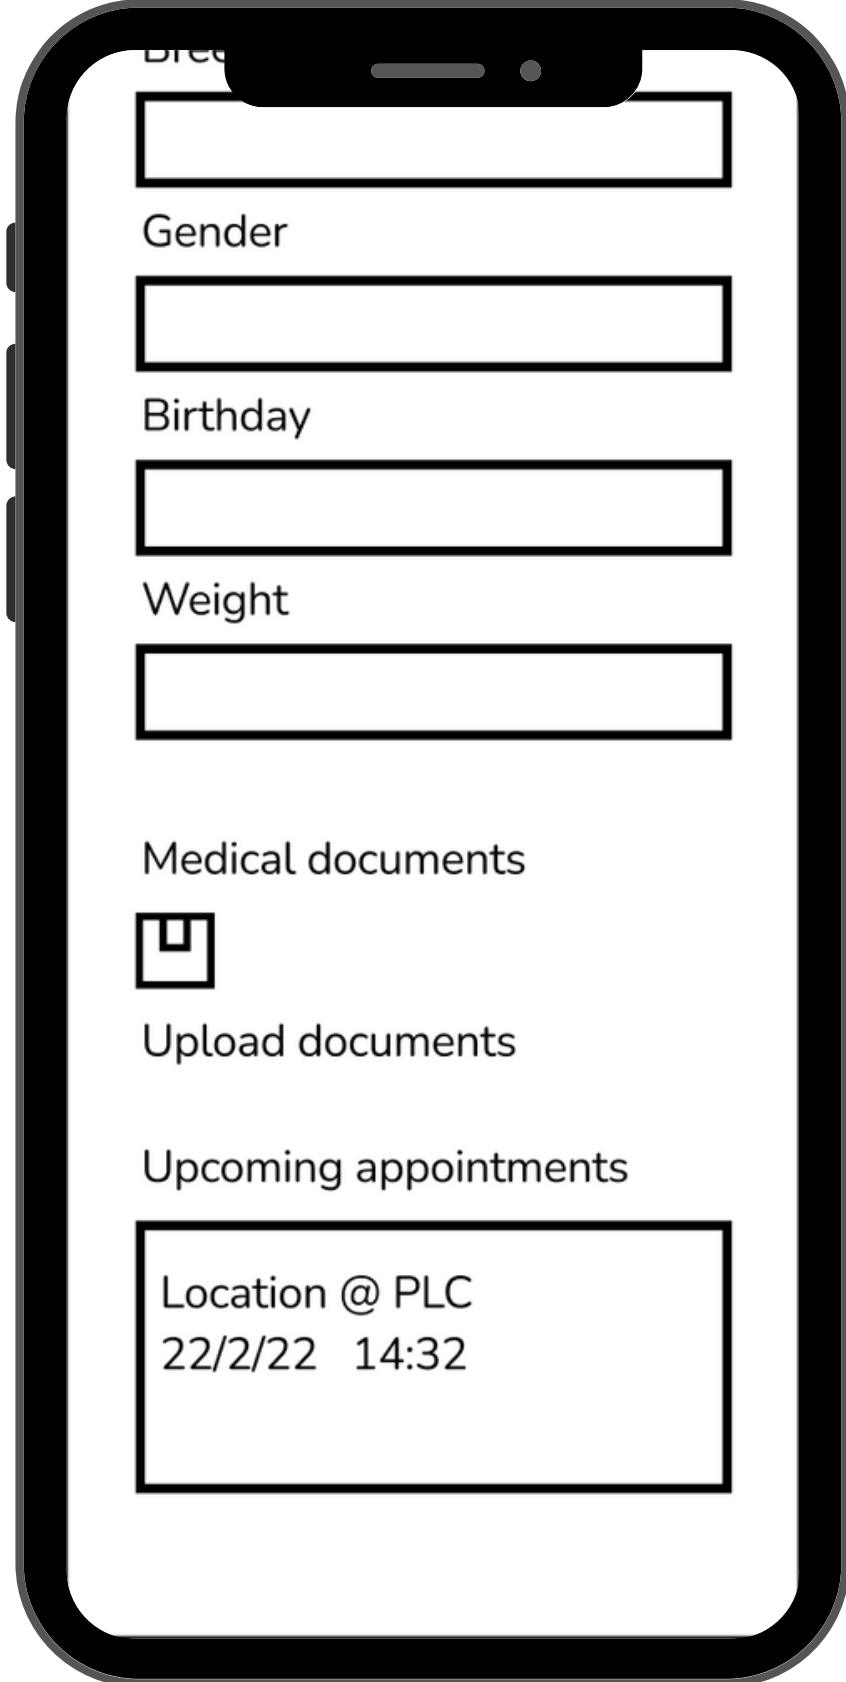 Gender
Birthday
Weight
Medical documents
Upload documents
Upcoming appointments
Location @ PLC
22/2/22 14:32